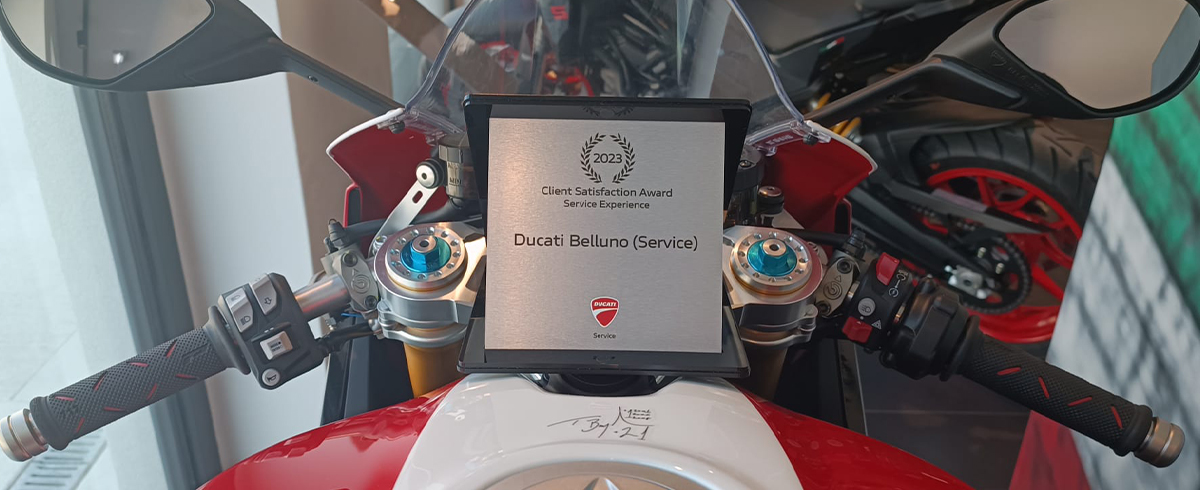 2023
Client Satisfaction Award
Service Experience
Ducati Belluno (Service)
DUCATI
Service